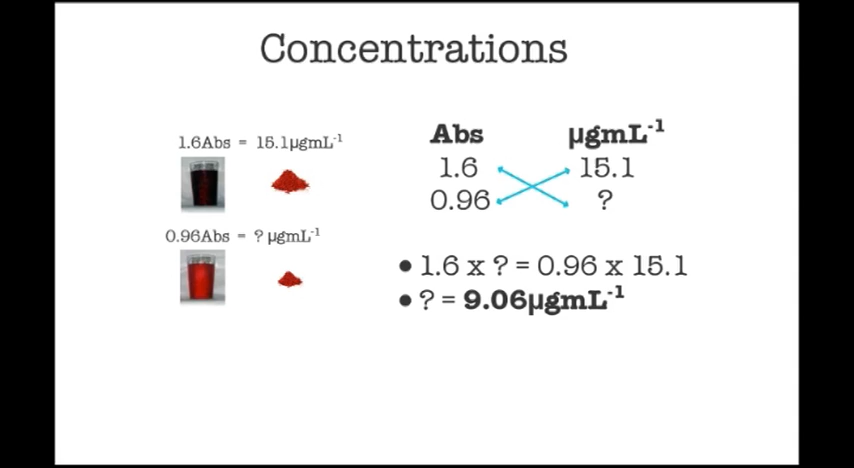 Concentrations
1.6Abs = 15.1µgmL⁻¹
0.96Abs = ? µgmL⁻¹
Abs µgmL⁻¹
1.6 15.1
0.96 ?
● 1.6 x ? = 0.96 x 15.1
● ? = 9.06µgmL⁻¹